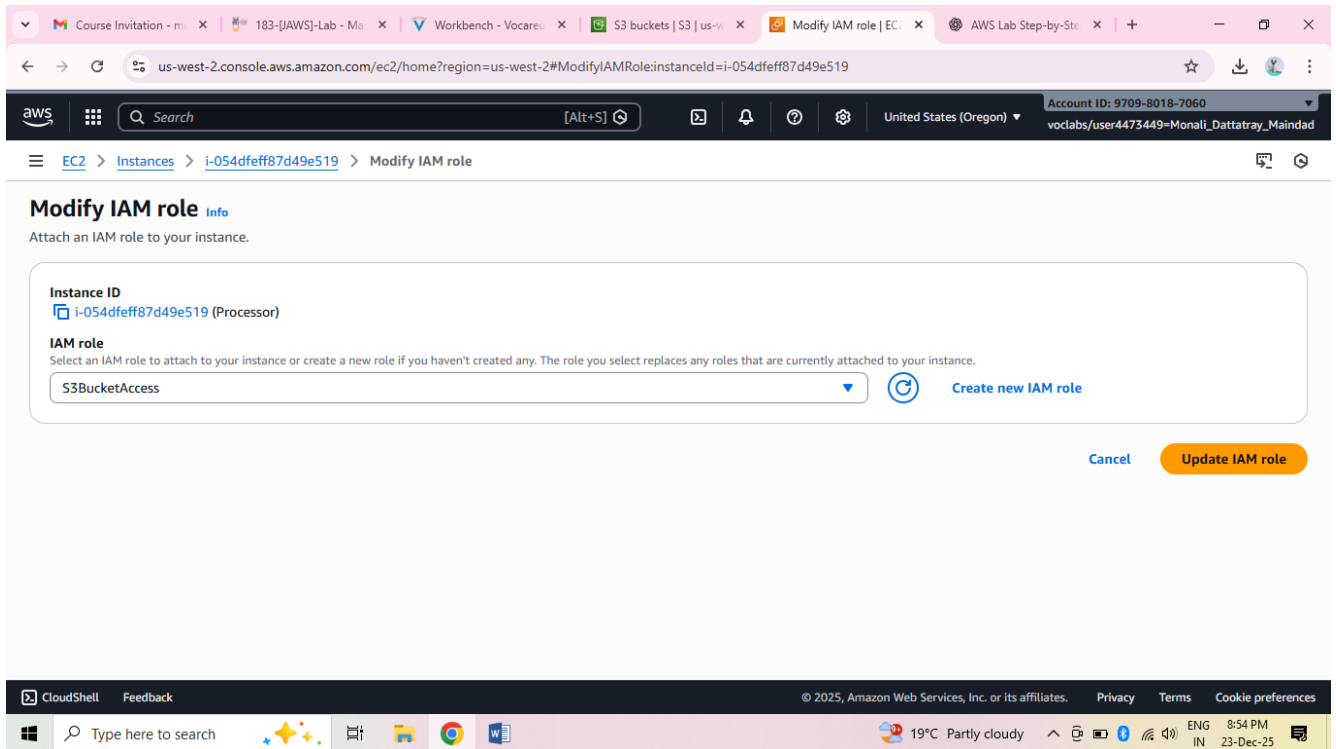 Course Invitation - m
183-[JAWS]-Lab - Ma
Workbench - Vocareu
S3 buckets | S3 | us-w
Modify IAM role | EC2
AWS Lab Step-by-Ste
us-west-2.console.aws.amazon.com/ec2/home?region=us-west-2#ModifyIAMRole:instanceId=i-054dfeff87d49e519
aws
Search [Alt+S]
United States (Oregon)
Account ID: 9709-8018-7060
voclabs/user4473449=Monali_Dattatray_Maindad
EC2 > Instances > i-054dfeff87d49e519 > Modify IAM role
Modify IAM role Info
Attach an IAM role to your instance.
Instance ID
i-054dfeff87d49e519 (Processor)
IAM role
Select an IAM role to attach to your instance or create a new role if you haven't created any. The role you select replaces any roles that are currently attached to your instance.
S3BucketAccess
Create new IAM role
Cancel
Update IAM role
CloudShell Feedback © 2025, Amazon Web Services, Inc. or its affiliates. Privacy Terms Cookie preferences
Type here to search
19°C Partly cloudy
ENG
IN
8:54 PM
23-Dec-25